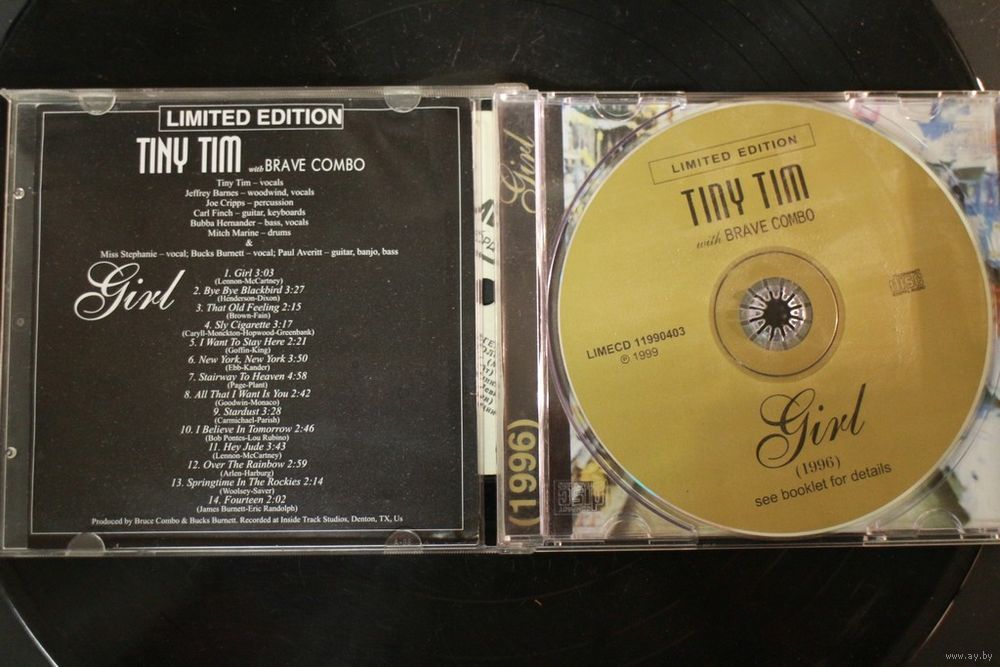 LIMITED EDITION
TINY TIM with BRAVE COMBO
Tiny Tim – vocals
Jeffrey Barnes – woodwind, vocals
Joe Cripps – percussion
Carl Finch – guitar, keyboards
Bubba Hernander – bass, vocals
Mitch Marine – drums
&
Miss Stephanie – vocal; Bucks Burnett – vocal; Paul Averitt – guitar, banjo, bass
Girl
1. Girl 3:03
(Lennon-McCartney)
2. Bye Bye Blackbird 3:27
(Henderson-Dixon)
3. That Old Feeling 2:15
(Brown-Fain)
4. Sly Cigarette 3:17
(Caryll-Monckton-Hopwood-Greenbank)
5. I Want To Stay Here 2:21
(Goffin-King)
6. New York, New York 3:50
(Ebb-Kander)
7. Stairway To Heaven 4:58
(Page-Plant)
8. All That I Want Is You 2:42
(Goodwin-Monaco)
9. Stardust 3:28
(Carmichael-Parish)
10. I Believe In Tomorrow 2:46
(Bob Pontes-Lou Rubino)
11. Hey Jude 3:43
(Lennon-McCartney)
12. Over The Rainbow 2:59
(Arlen-Harburg)
13. Springtime In The Rockies 2:14
(Woolsey-Saver)
14. Fourteen 2:02
(James Burnett-Eric Randolph)
Produced by Bruce Combo & Bucks Burnett. Recorded at Inside Track Studios, Denton, TX, Us
Girl
(1996)
LIMITED EDITION
TINY TIM
with BRAVE COMBO
disc
LIMECD 11990403
℗ 1999
Girl
(1996)
see booklet for details
www.ay.by